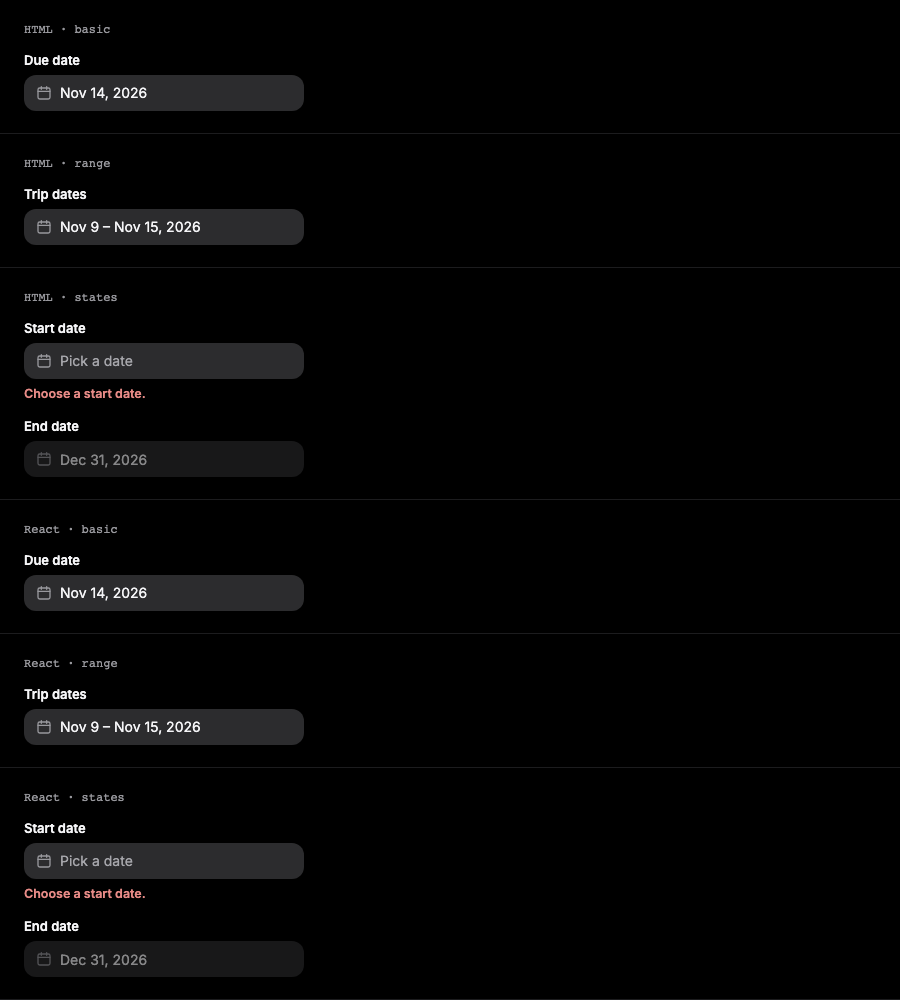 HTML · basic
Due date
Nov 14, 2026
HTML · range
Trip dates
Nov 9 – Nov 15, 2026
HTML · states
Start date
Pick a date
Choose a start date.
End date
Dec 31, 2026
React · basic
Due date
Nov 14, 2026
React · range
Trip dates
Nov 9 – Nov 15, 2026
React · states
Start date
Pick a date
Choose a start date.
End date
Dec 31, 2026